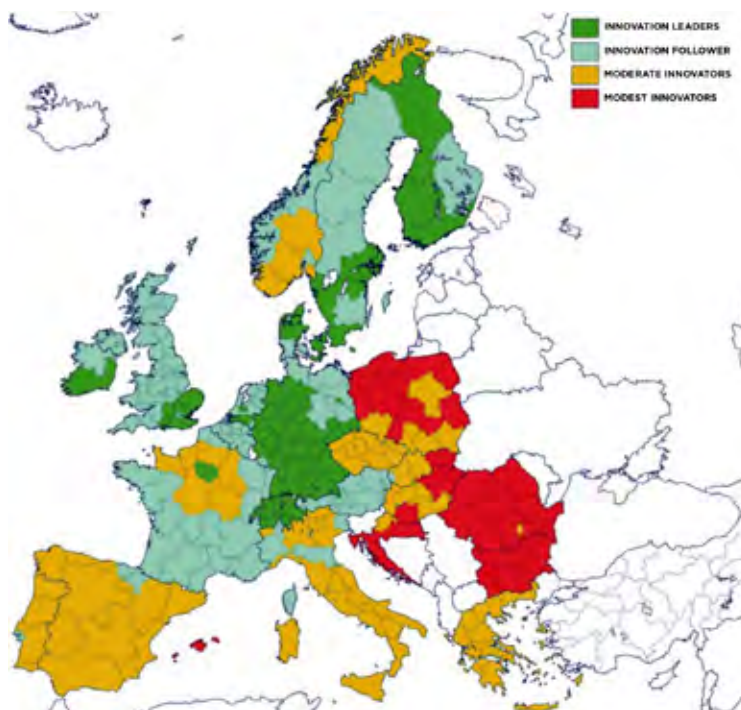 INNOVATION LEADERS
INNOVATION FOLLOWER
MODERATE INNOVATORS
MODEST INNOVATORS